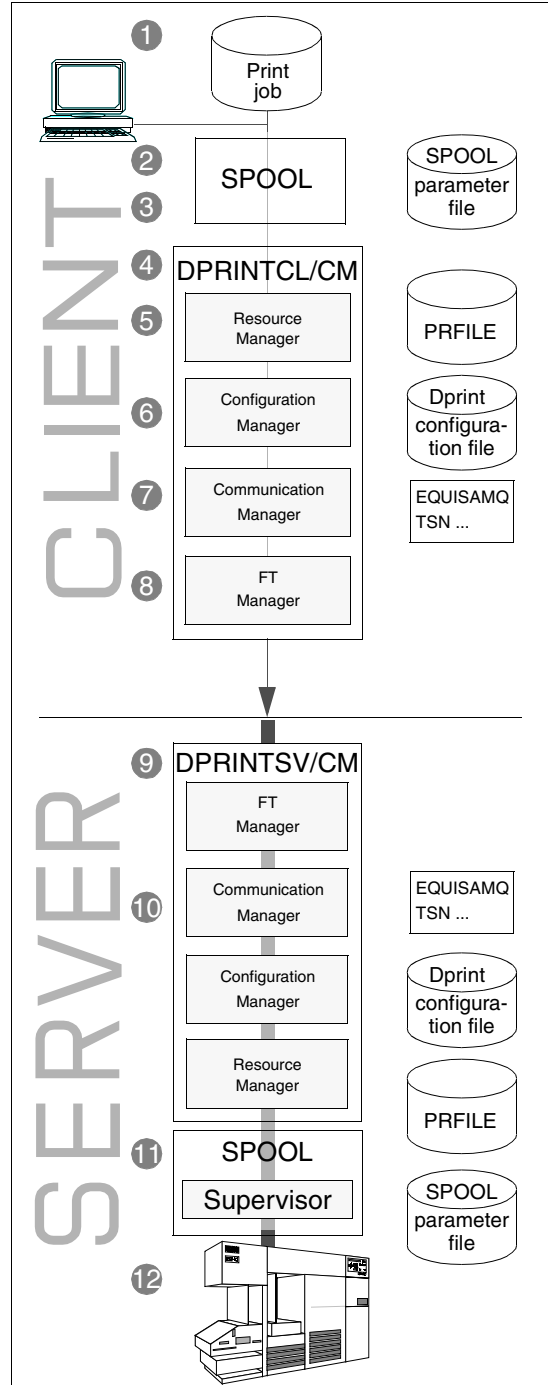 1
Print
job
2
SPOOL
SPOOL
parameter
file
3
CLIENT
4
DPRINTCL/CM
5
Resource
Manager
PRFILE
6
Configuration
Manager
Dprint
configura-
tion file
7
Communication
Manager
EQUISAMQ
TSN ...
8
FT
Manager
SERVER
9
DPRINTSV/CM
FT
Manager
10
Communication
Manager
EQUISAMQ
TSN ...
Configuration
Manager
Dprint
configura-
tion file
Resource
Manager
PRFILE
11
SPOOL
Supervisor
SPOOL
parameter
file
12